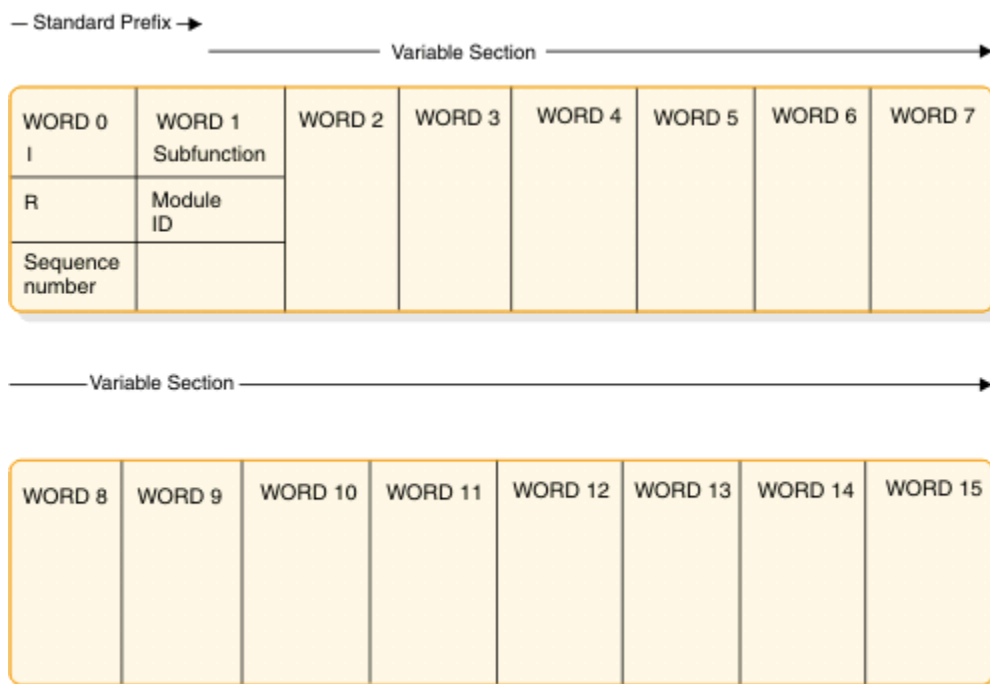 Standard Prefix
Variable Section
WORD 0
I
WORD 1
Subfunction
WORD 2
WORD 3
WORD 4
WORD 5
WORD 6
WORD 7
R
Module
ID
Sequence
number
Variable Section
WORD 8
WORD 9
WORD 10
WORD 11
WORD 12
WORD 13
WORD 14
WORD 15